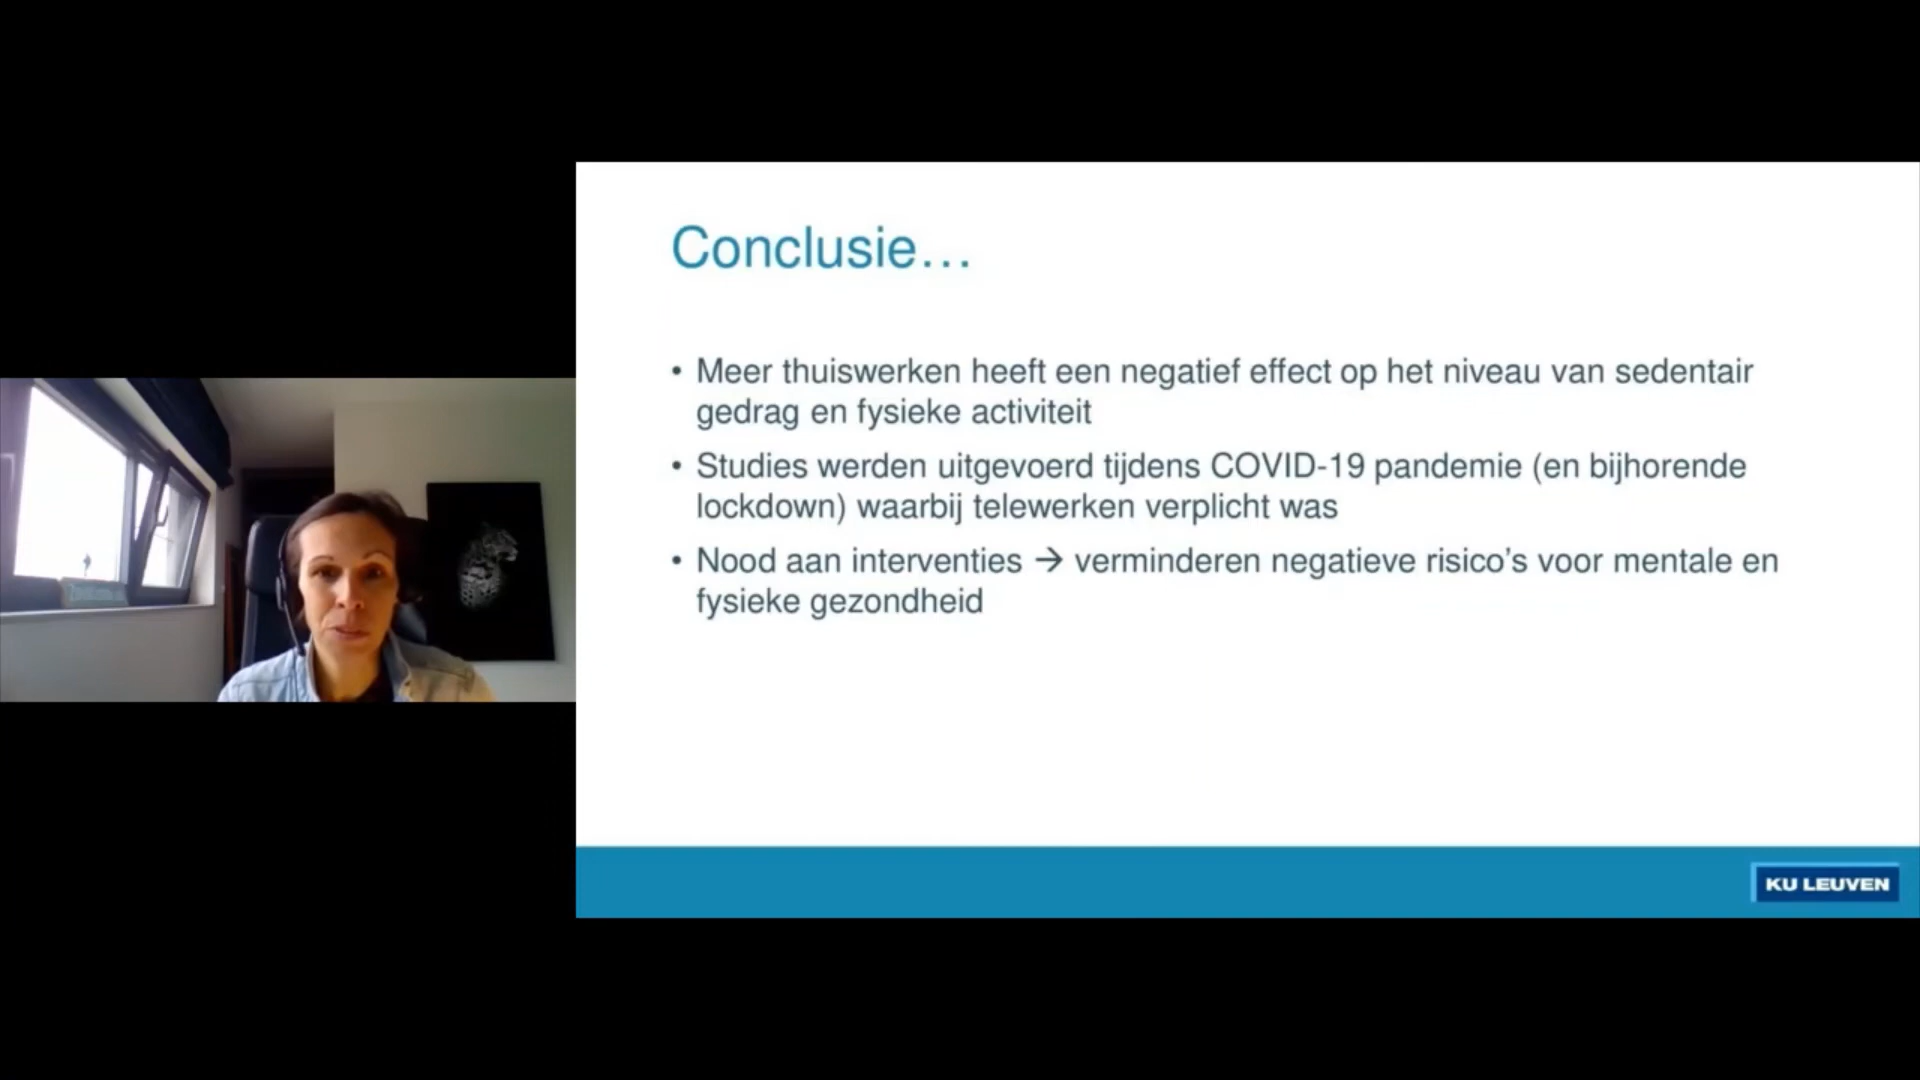 Conclusie…
• Meer thuiswerken heeft een negatief effect op het niveau van sedentair
gedrag en fysieke activiteit
• Studies werden uitgevoerd tijdens COVID-19 pandemie (en bijhorende
lockdown) waarbij telewerken verplicht was
• Nood aan interventies → verminderen negatieve risico's voor mentale en
fysieke gezondheid
KU LEUVEN